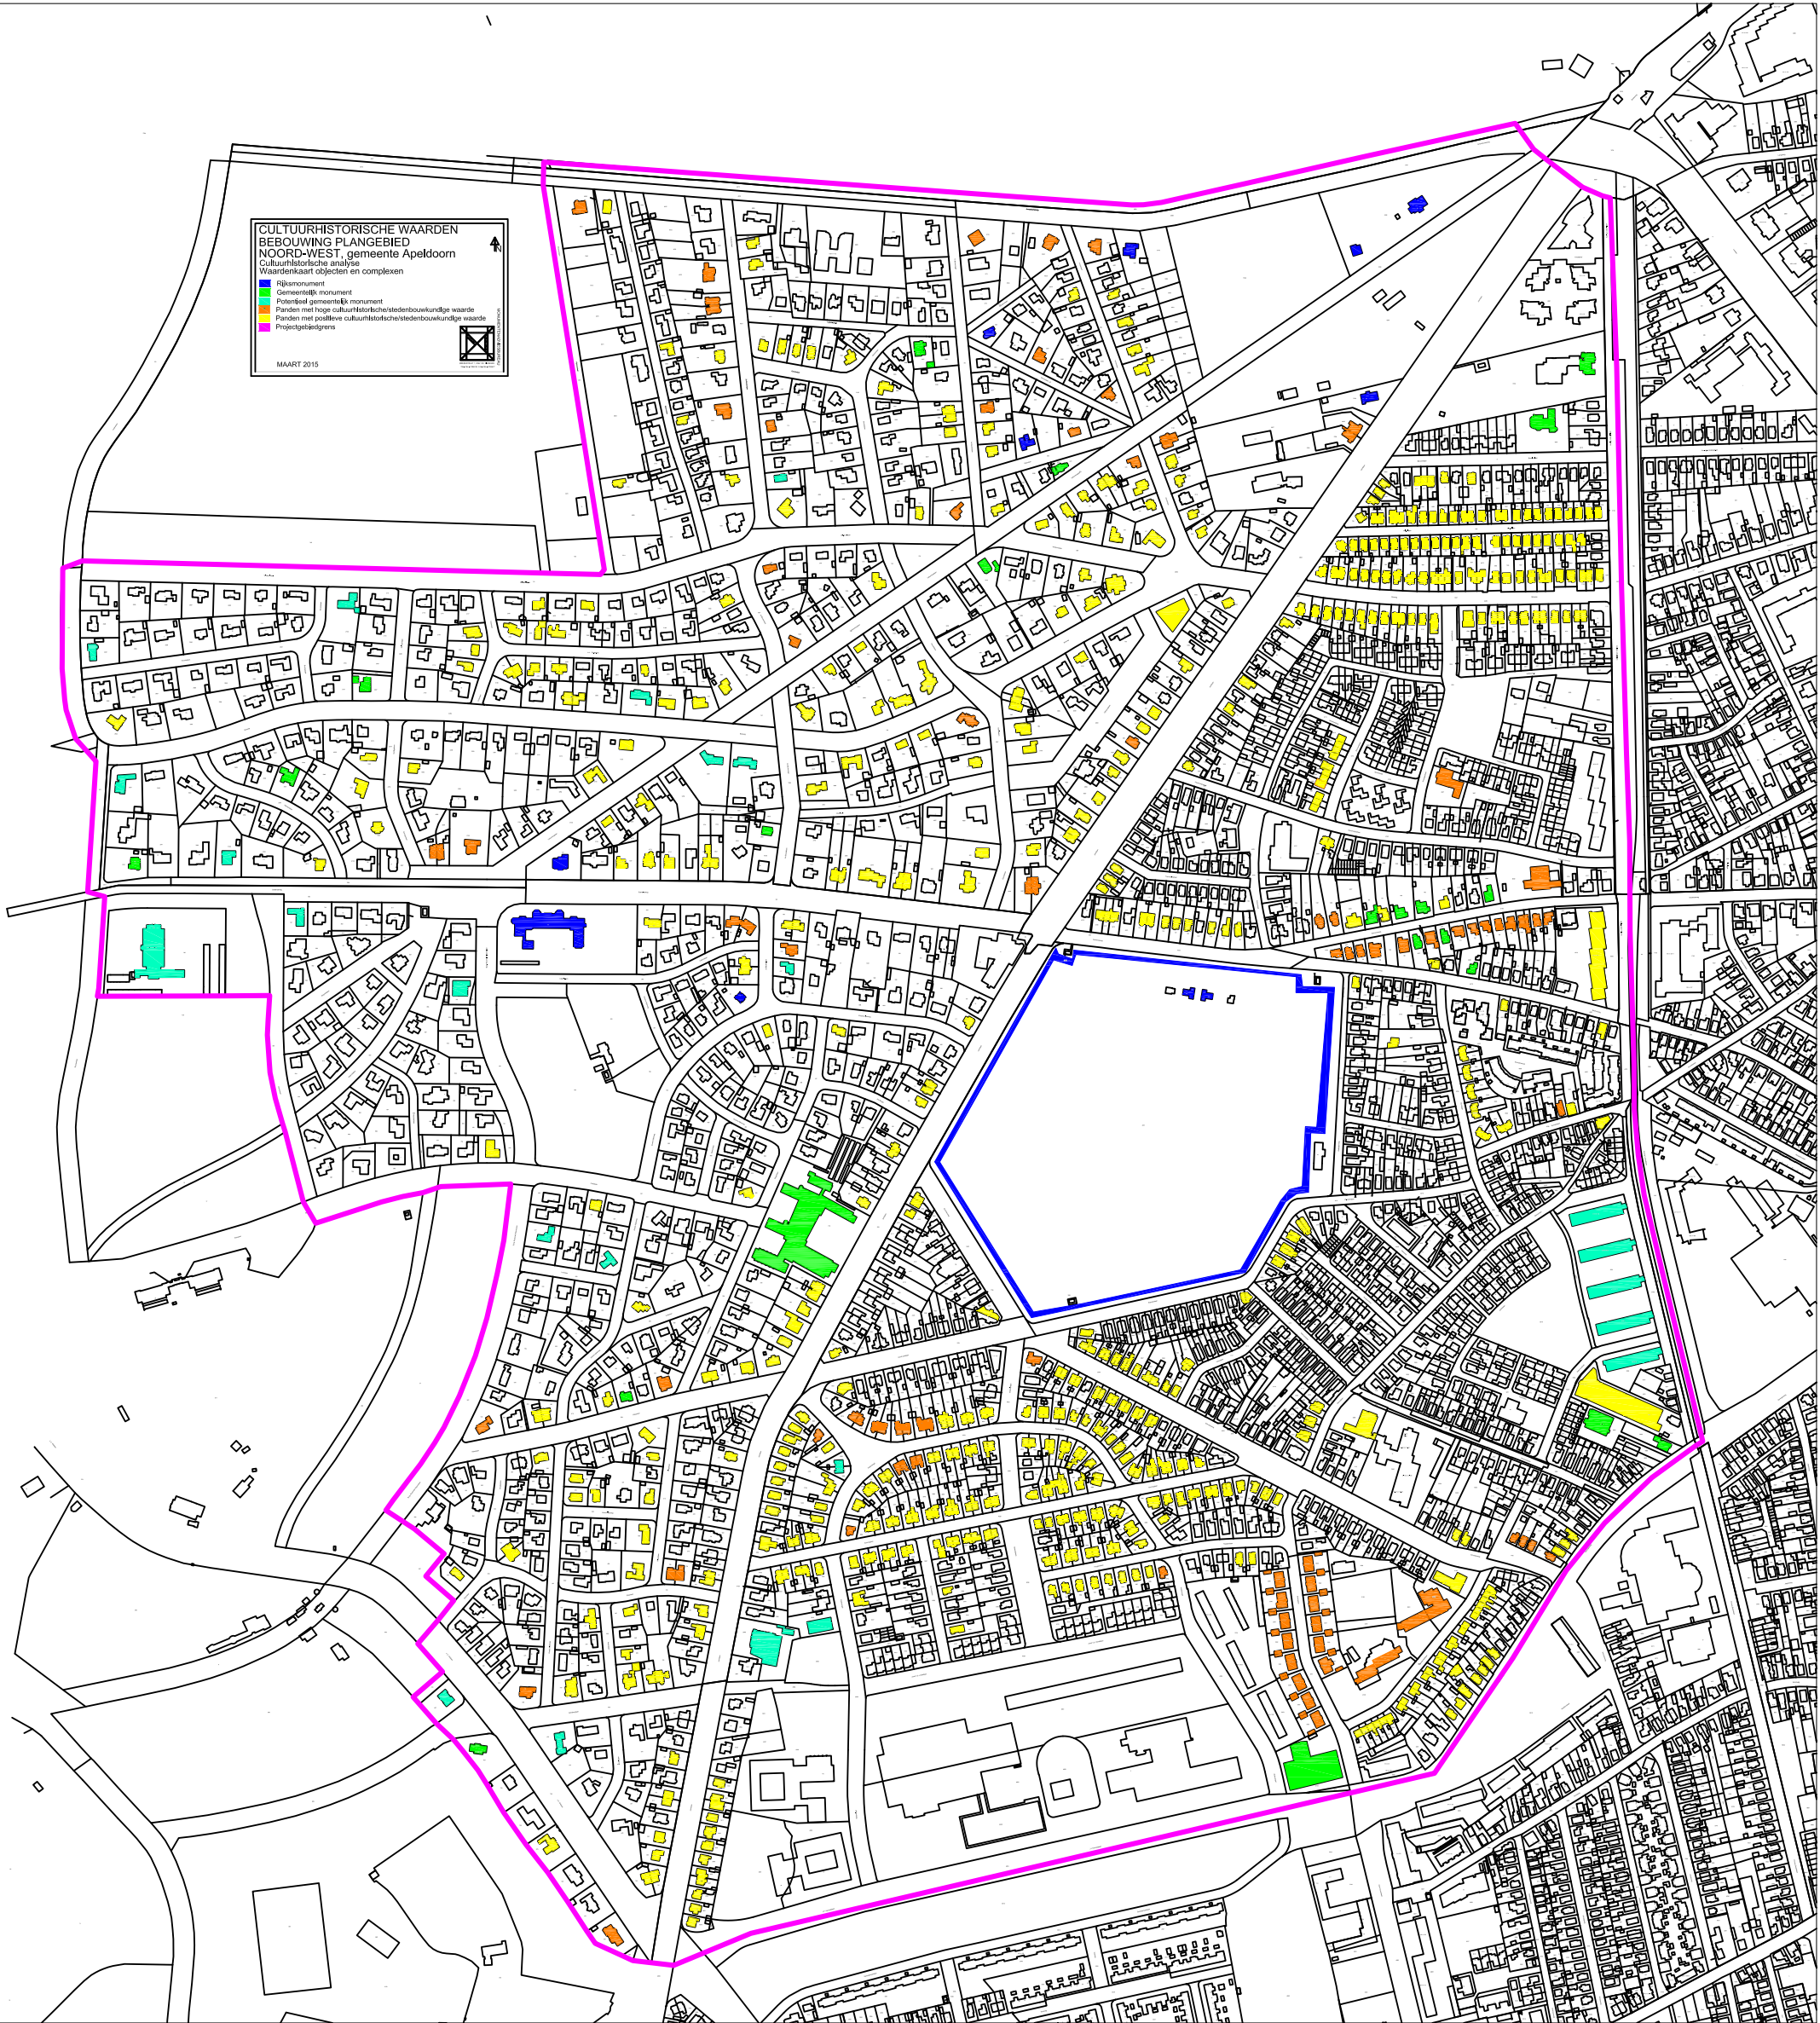 CULTUURHISTORISCHE WAARDEN
BEBOUWING PLANGEBIED
NOORD-WEST, gemeente Apeldoorn
Cultuurhistorische analyse
Waardenkaart objecten en complexen
Rijksmonument
Gemeentelijk monument
Potentieel gemeentelijk monument
Panden met hoge cultuurhistorische/stedenbouwkundige waarde
Panden met positieve cultuurhistorische/stedenbouwkundige waarde
Projectgebiedgrens
MAART 2015